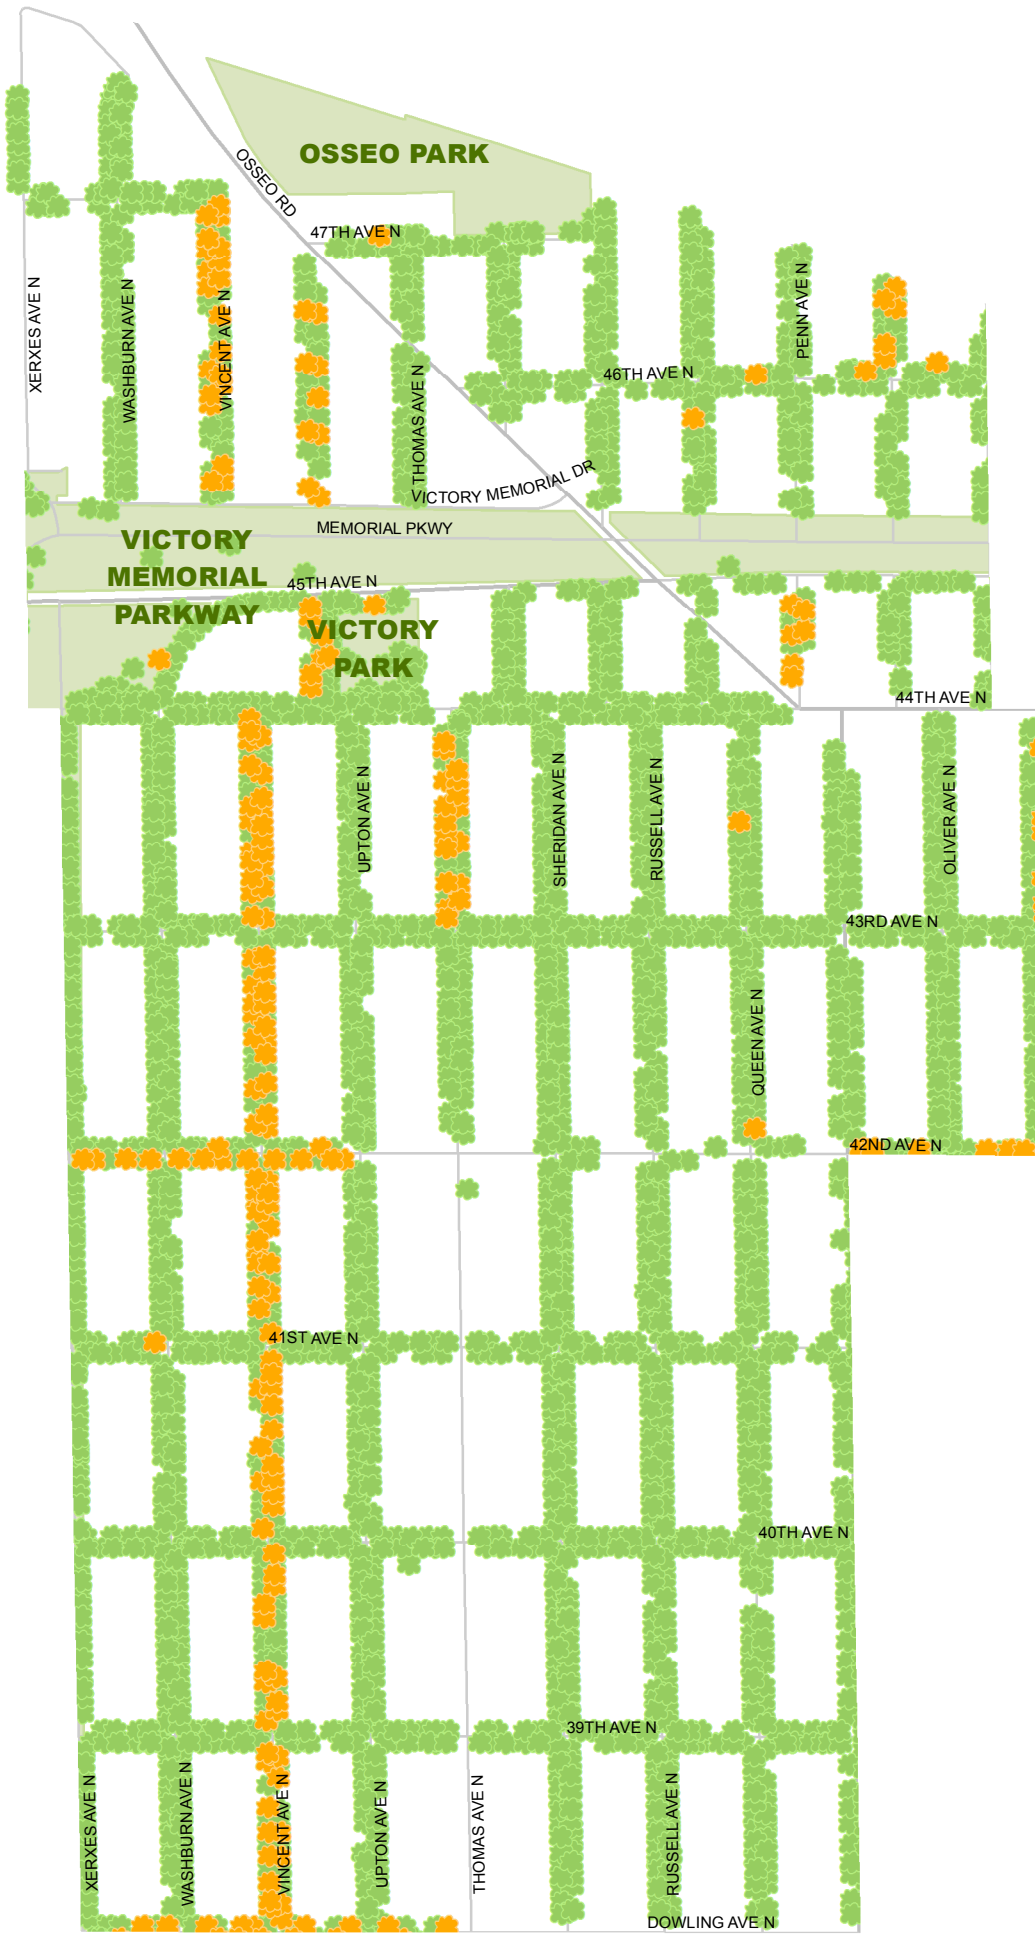 OSSEO PARK
OSSEO RD
47TH AVE N
XERXES AVE N
WASHBURN AVE N
VINCENT AVE N
THOMAS AVE N
PENN AVE N
46TH AVE N
VICTORY MEMORIAL DR
MEMORIAL PKWY
VICTORY
MEMORIAL
PARKWAY
45TH AVE N
VICTORY
PARK
44TH AVE N
UPTON AVE N
SHERIDAN AVE N
RUSSELL AVE N
OLIVER AVE N
43RD AVE N
QUEEN AVE N
42ND AVE N
41ST AVE N
40TH AVE N
39TH AVE N
XERXES AVE N
WASHBURN AVE N
VINCENT AVE N
UPTON AVE N
THOMAS AVE N
RUSSELL AVE N
DOWLING AVE N